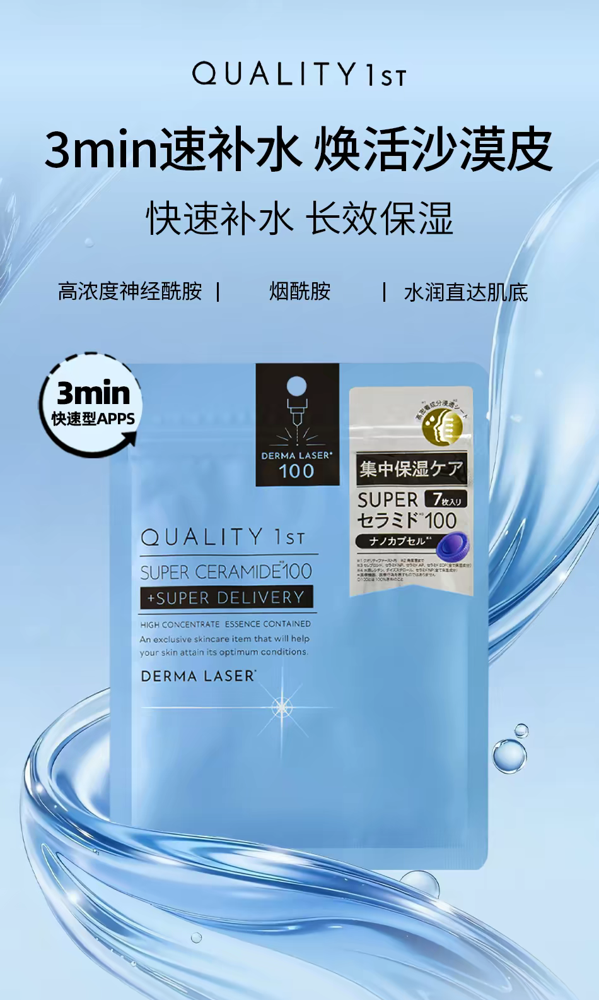 QUALITY 1ST
3min速补水 焕活沙漠皮
快速补水 长效保湿
高浓度神经酰胺 | 烟酰胺 | 水润直达肌底
3min
快速型APPS
DERMA LASER*
100
高密着成分浸透シート
集中保湿ケア
SUPER 7枚入り
セラミド 100
ナノカプセル
QUALITY 1ST
SUPER CERAMIDE 100
+SUPER DELIVERY
HIGH CONCENTRATE ESSENCE CONTAINED
An exclusive skincare item that will help
your skin attain its optimum conditions.
DERMA LASER*